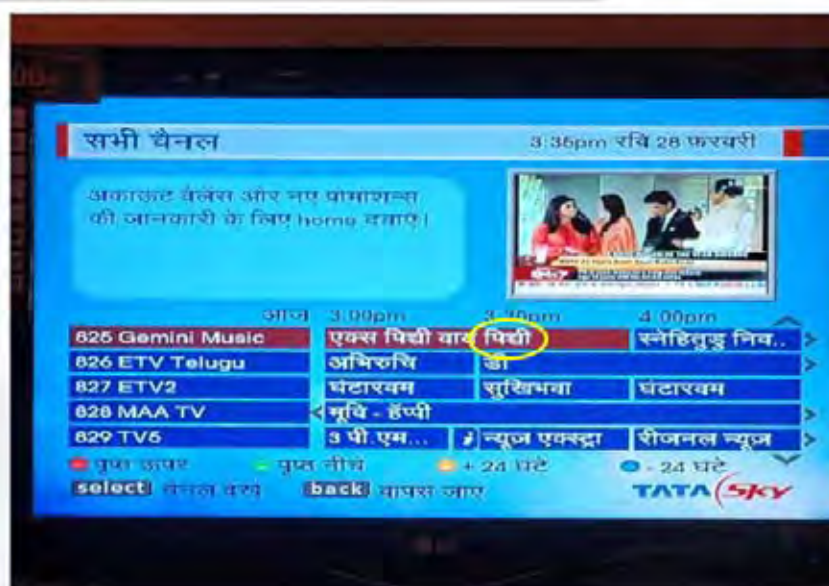 सभी चैनल 3:35pm रवि 28 फरवरी
अकाऊंट बैलेंस और नए प्रोमोशन्स
की जानकारी के लिए home दबाएं।
आज 3.00pm 3.30pm 4.00pm
825 Gemini Music एक्स पिद्यी वाय पिद्यी स्नेहितुडु निव..
826 ETV Telugu अभिरुचि डी
827 ETV2 घंटारवम सुखिभवा घंटारवम
828 MAA TV मूवि - हॅप्पी
829 TV5 3 पी.एम... न्यूज एक्स्ट्रा रीजनल न्यूज
पृष्ठ ऊपर पृष्ठ नीचे + 24 घंटे - 24 घंटे
select चैनल देखें back वापस जाएं TATA Sky